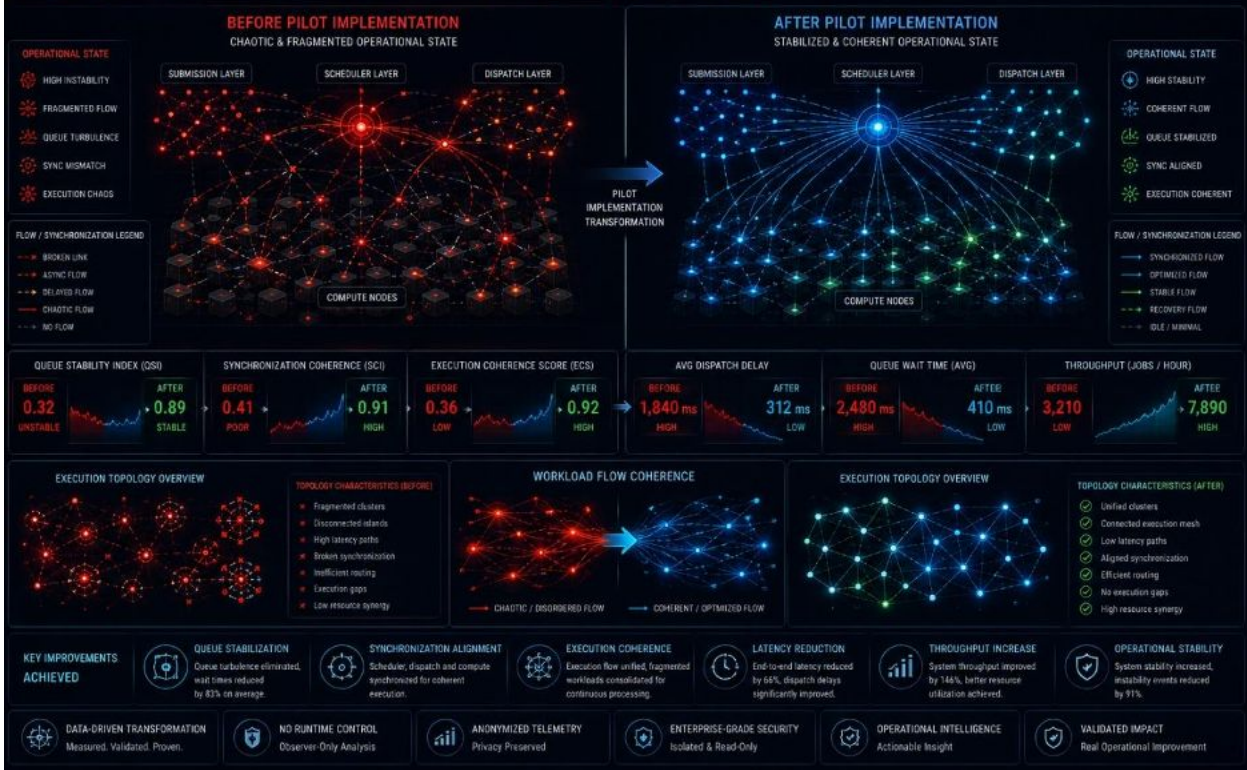 BEFORE PILOT IMPLEMENTATION
CHAOTIC & FRAGMENTED OPERATIONAL STATE
OPERATIONAL STATE
HIGH INSTABILITY
FRAGMENTED FLOW
QUEUE TURBULENCE
SYNC MISMATCH
EXECUTION CHAOS
SUBMISSION LAYER
SCHEDULER LAYER
DISPATCH LAYER
FLOW / SYNCHRONIZATION LEGEND
BROKEN LINK
ASYNC FLOW
DELAYED FLOW
CHAOTIC FLOW
NO FLOW
COMPUTE NODES
PILOT
IMPLEMENTATION
TRANSFORMATION
AFTER PILOT IMPLEMENTATION
STABILIZED & COHERENT OPERATIONAL STATE
SUBMISSION LAYER
SCHEDULER LAYER
DISPATCH LAYER
COMPUTE NODES
OPERATIONAL STATE
HIGH STABILITY
COHERENT FLOW
QUEUE STABILIZED
SYNC ALIGNED
EXECUTION COHERENT
FLOW / SYNCHRONIZATION LEGEND
SYNCHRONIZED FLOW
OPTIMIZED FLOW
STABLE FLOW
RECOVERY FLOW
IDLE / MINIMAL
QUEUE STABILITY INDEX (QSI)
BEFORE
0.32
UNSTABLE
AFTER
0.89
STABLE
SYNCHRONIZATION COHERENCE (SCI)
BEFORE
0.41
POOR
AFTER
0.91
HIGH
EXECUTION COHERENCE SCORE (ECS)
BEFORE
0.36
LOW
AFTER
0.92
HIGH
AVG DISPATCH DELAY
BEFORE
1,840 ms
HIGH
AFTER
312 ms
LOW
QUEUE WAIT TIME (AVG)
BEFORE
2,480 ms
HIGH
AFTEE
410 ms
LOW
THROUGHPUT (JOBS / HOUR)
BEFORE
3,210
LOW
AFTEE
7,890
HIGH
EXECUTION TOPOLOGY OVERVIEW
TOPOLOGY CHARACTERISTICS (BEFORE)
Fragmented clusters
Disconnected islands
High latency paths
Broken synchronization
Inefficient routing
Execution gaps
Low resource synergy
WORKLOAD FLOW COHERENCE
CHAOTIC / DISORDERED FLOW
COHERENT / OPTMIIZED FLOW
EXECUTION TOPOLOGY OVERVIEW
TOPOLOGY CHARACTERISTICS (AFTER)
Unified clusters
Connected execution mesh
Low latency paths
Aligned synchronization
Efficient routing
No execution gaps
High resource synergy
KEY IMPROVEMENTS
ACHIEVED
QUEUE STABILIZATION
Queue turbulence eliminated,
wait times reduced
by 83% on average.
SYNCHRONIZATION ALIGNMENT
Scheduler, dispatch and compute
synchronized for coherent
execution.
EXECUTION COHERENCE
Execution flow unified, fragmented
workloads consolidated for
continuous processing.
LATENCY REDUCTION
End-to-end latency reduced
by 66%, dispatch delays
significantly improved.
THROUGHPUT INCREASE
System throughput improved
by 146%, better resource
utilization achieved.
OPERATIONAL STABILITY
System stability increased,
instability events reduced
by 91%.
DATA-DRIVEN TRANSFORMATION
Measured. Validated. Proven.
NO RUNTIME CONTROL
Observer-Only Analysis
ANONYMIZED TELEMETRY
Privacy Preserved
ENTERPRISE-GRADE SECURITY
Isolated & Read-Only
OPERATIONAL INTELLIGENCE
Actionable Insight
VALIDATED IMPACT
Real Operational Improvement